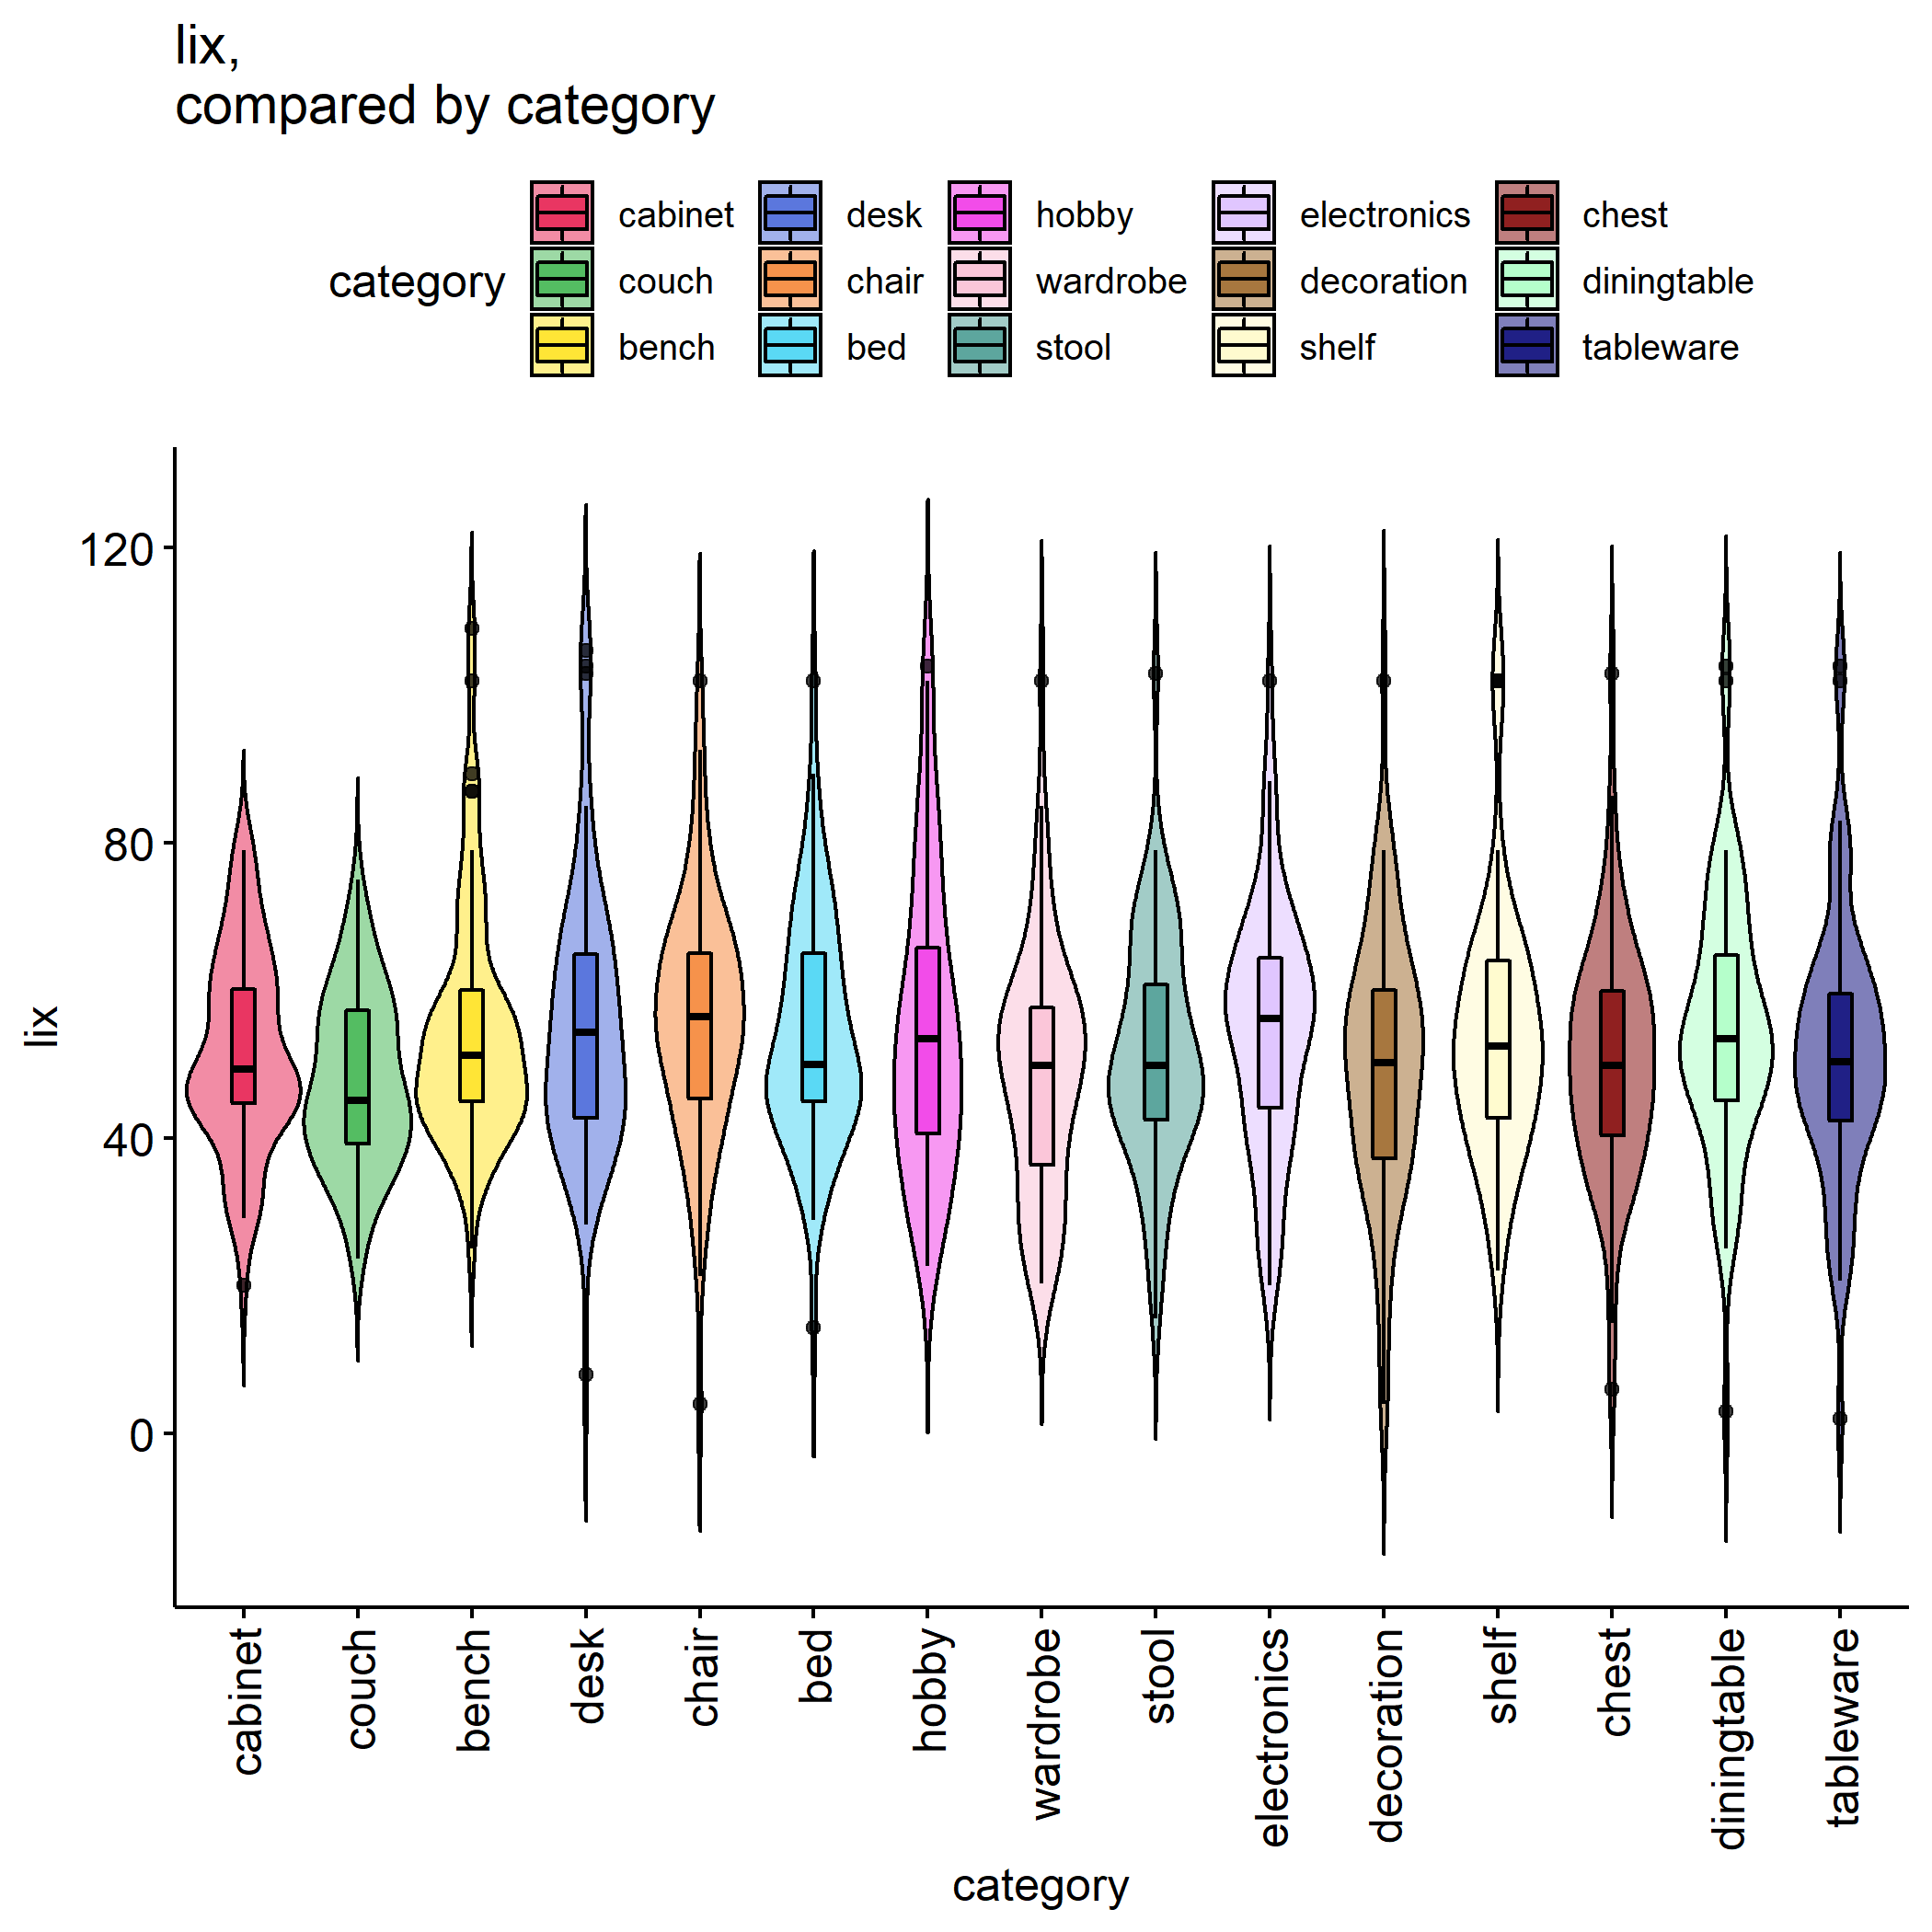 lix,
compared by category
category
cabinet desk hobby electronics chest
couch chair wardrobe decoration diningtable
bench bed stool shelf tableware
lix
120
80
40
0
cabinet couch bench desk chair bed hobby wardrobe stool electronics decoration shelf chest diningtable tableware
category